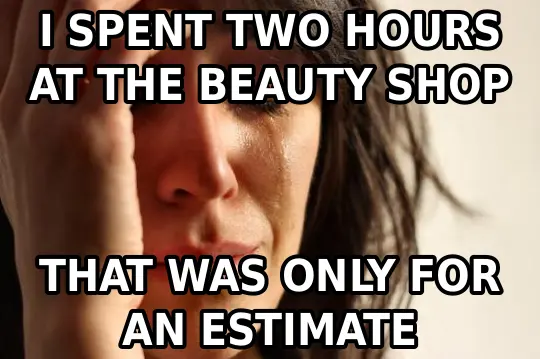 I SPENT TWO HOURS
AT THE BEAUTY SHOP
THAT WAS ONLY FOR
AN ESTIMATE